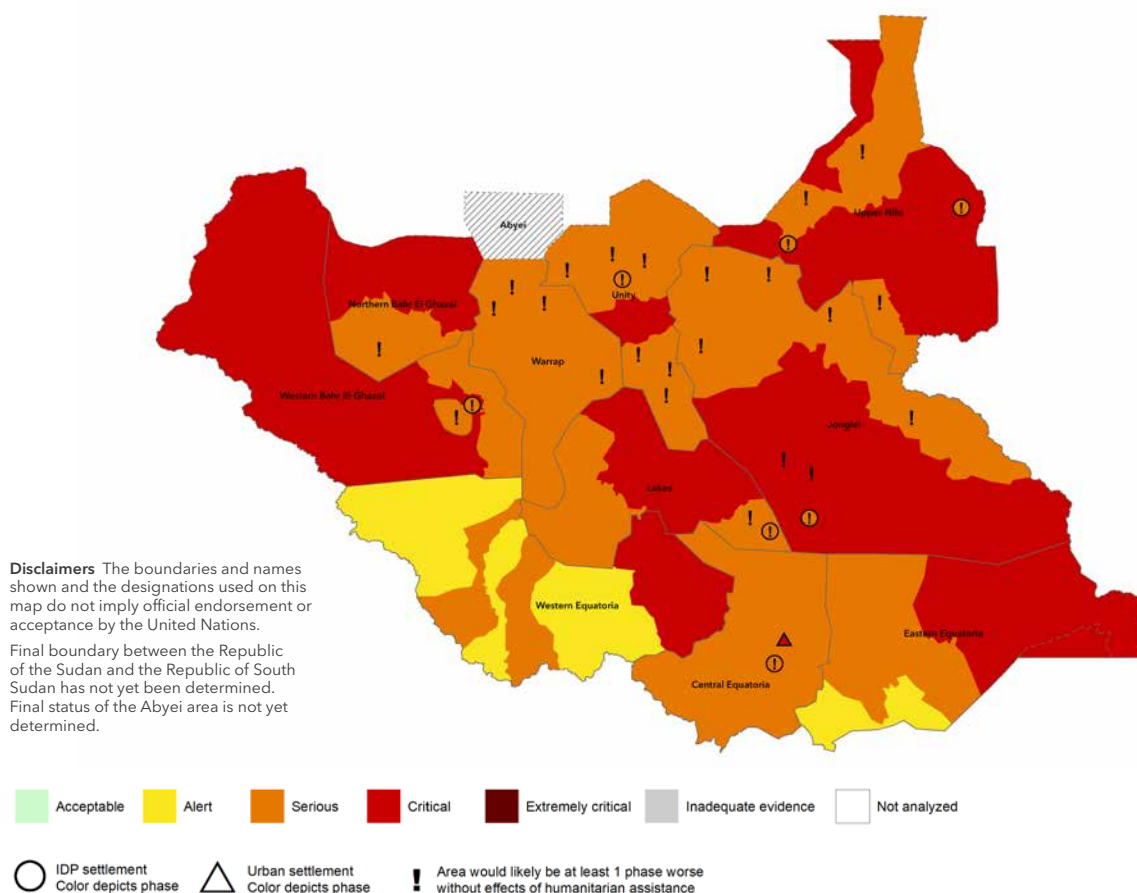 Upper Nile
Abyei
Unity
Northern Bahr El Ghazal
Warrap
Western Bahr El Ghazal
Jonglei
Lakes
Western Equatoria
Eastern Equatoria
Central Equatoria
Disclaimers The boundaries and names
shown and the designations used on this
map do not imply official endorsement or
acceptance by the United Nations.
Final boundary between the Republic
of the Sudan and the Republic of South
Sudan has not yet been determined.
Final status of the Abyei area is not yet
determined.
Acceptable
Alert
Serious
Critical
Extremely critical
Inadequate evidence
Not analyzed
IDP settlement
Color depicts phase
Urban settlement
Color depicts phase
! Area would likely be at least 1 phase worse
without effects of humanitarian assistance